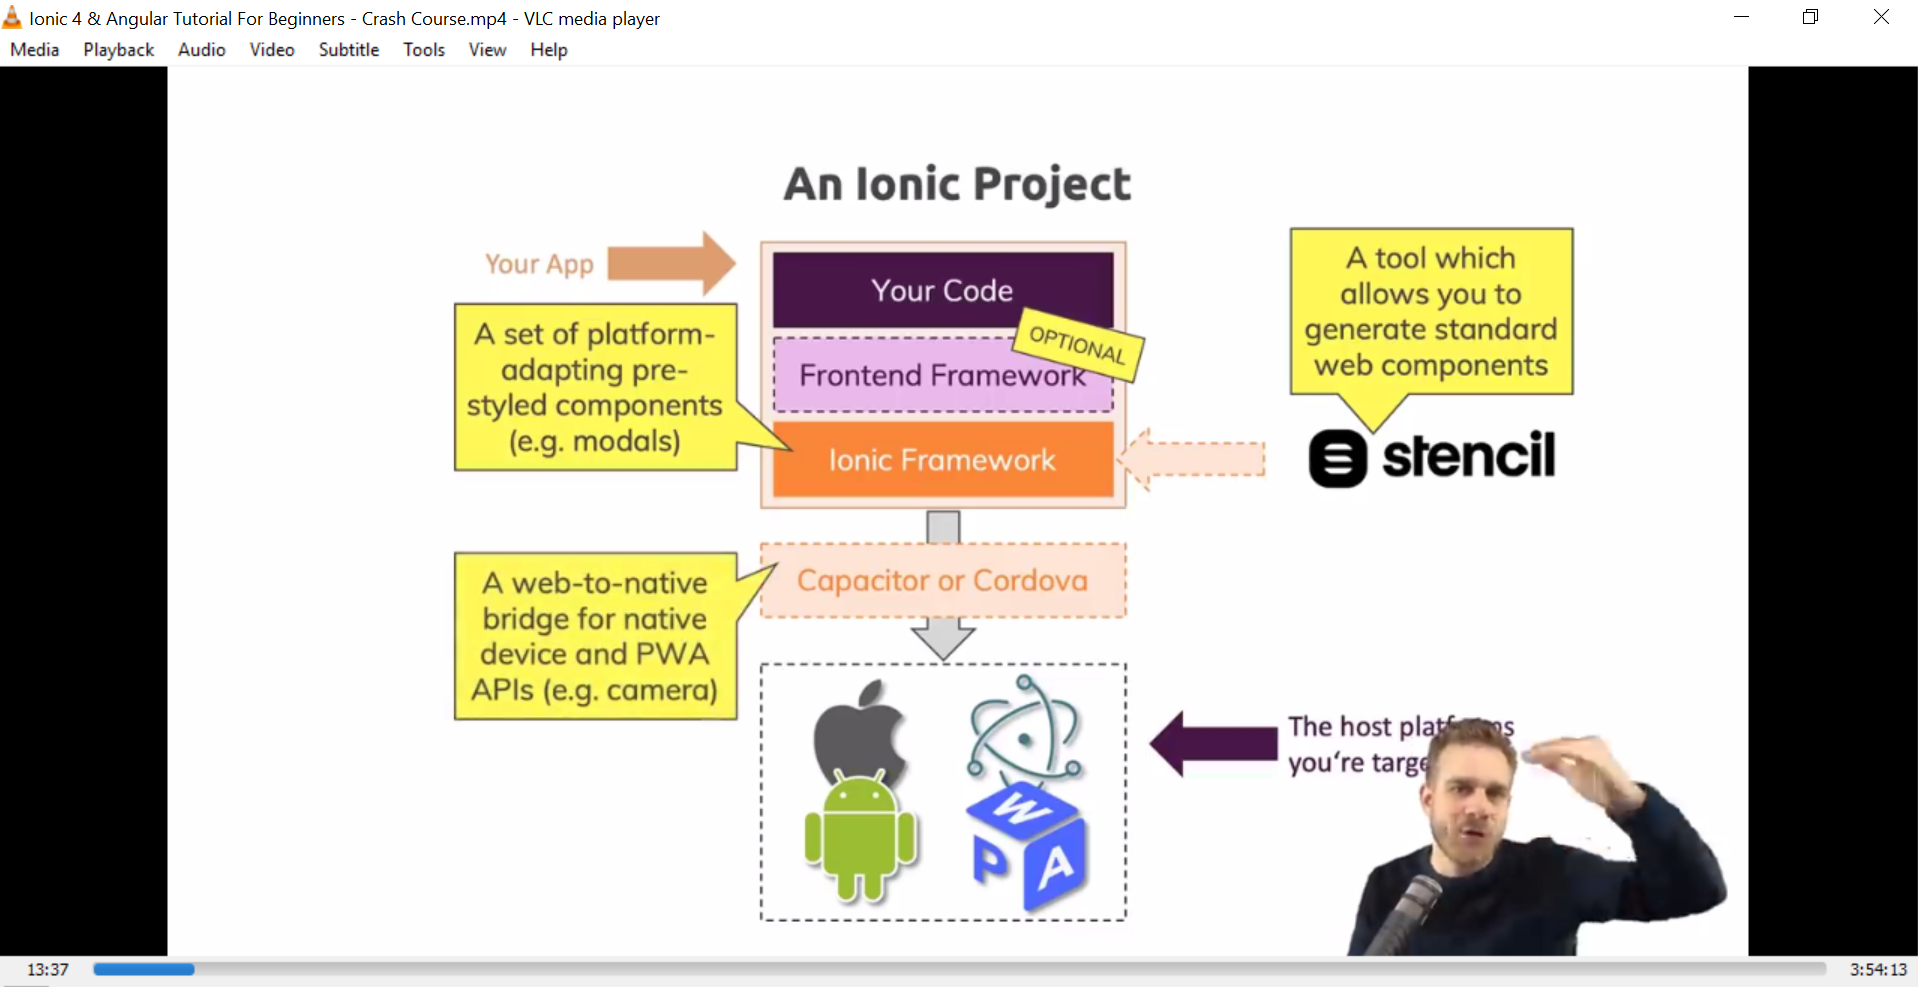 Ionic 4 & Angular Tutorial For Beginners - Crash Course.mp4 - VLC media player
Media Playback Audio Video Subtitle Tools View Help
An Ionic Project
Your App
Your Code
OPTIONAL
Frontend Framework
Ionic Framework
A set of platform-
adapting pre-
styled components
(e.g. modals)
A tool which
allows you to
generate standard
web components
stencil
Capacitor or Cordova
A web-to-native
bridge for native
device and PWA
APIs (e.g. camera)
W
P A
The host platforms
you're targe
13:37
3:54:13